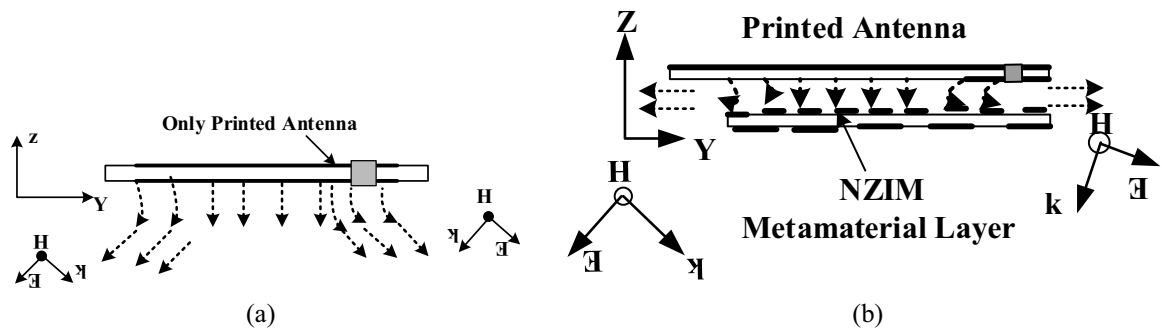 Only Printed Antenna
z
Y
H
E
k
H
k
E
(a)
Printed Antenna
Z
Y
NZIM
Metamaterial Layer
H
E
k
H
E
k
(b)